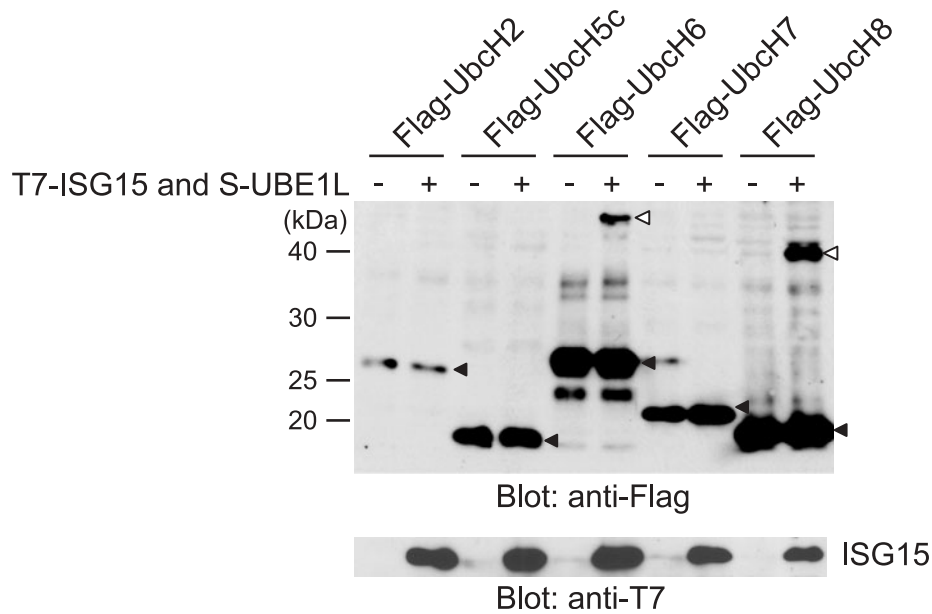 Flag-UbcH2
Flag-UbcH5c
Flag-UbcH6
Flag-UbcH7
Flag-UbcH8
T7-ISG15 and S-UBE1L - + - + - + - + - +
(kDa)
40
30
25
20
Blot: anti-Flag
ISG15
Blot: anti-T7